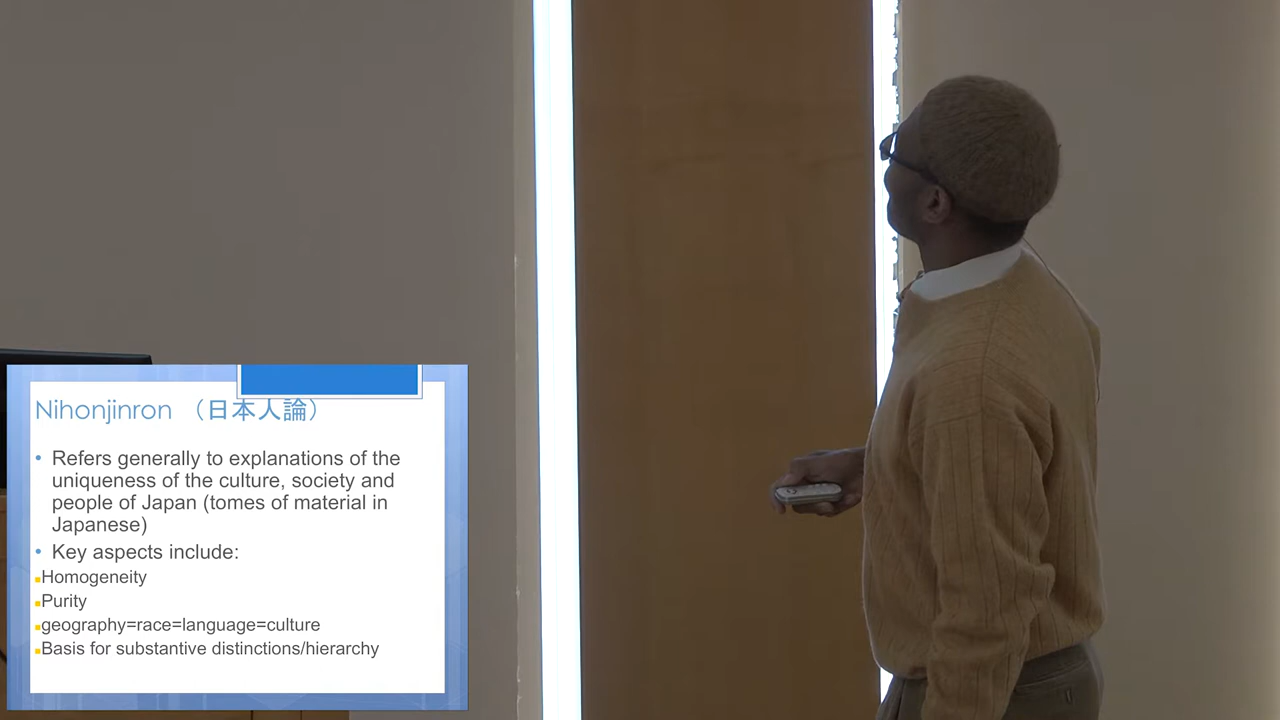 Nihonjinron （日本人論）
• Refers generally to explanations of the
uniqueness of the culture, society and
people of Japan (tomes of material in
Japanese)
• Key aspects include:
Homogeneity
Purity
geography=race=language=culture
Basis for substantive distinctions/hierarchy